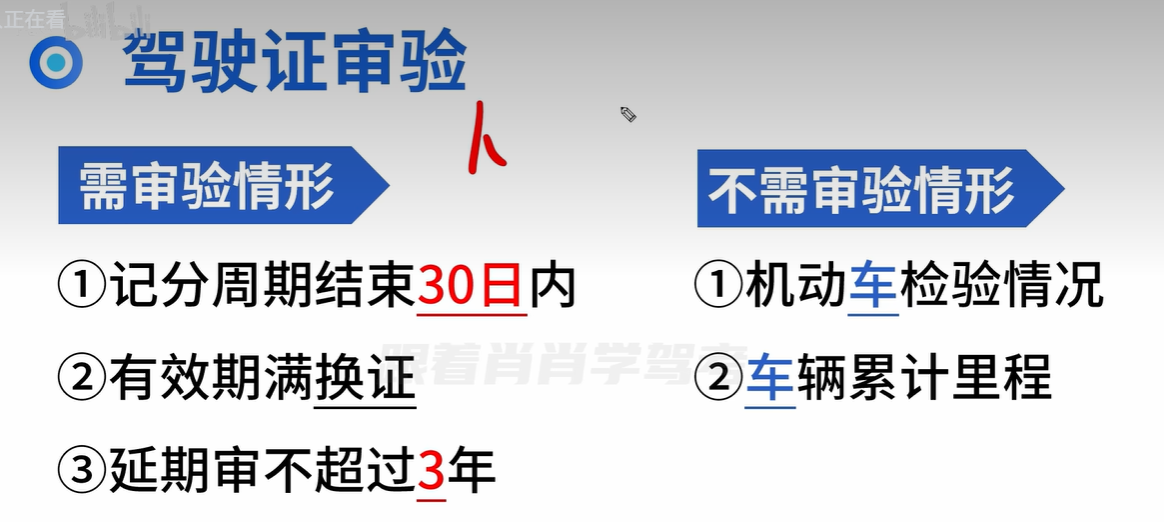 正在看
bilibili
驾驶证审验
人
需审验情形
①记分周期结束30日内
②有效期满换证
③延期审不超过3年
不需审验情形
①机动车检验情况
②车辆累计里程
跟着肖肖学驾考